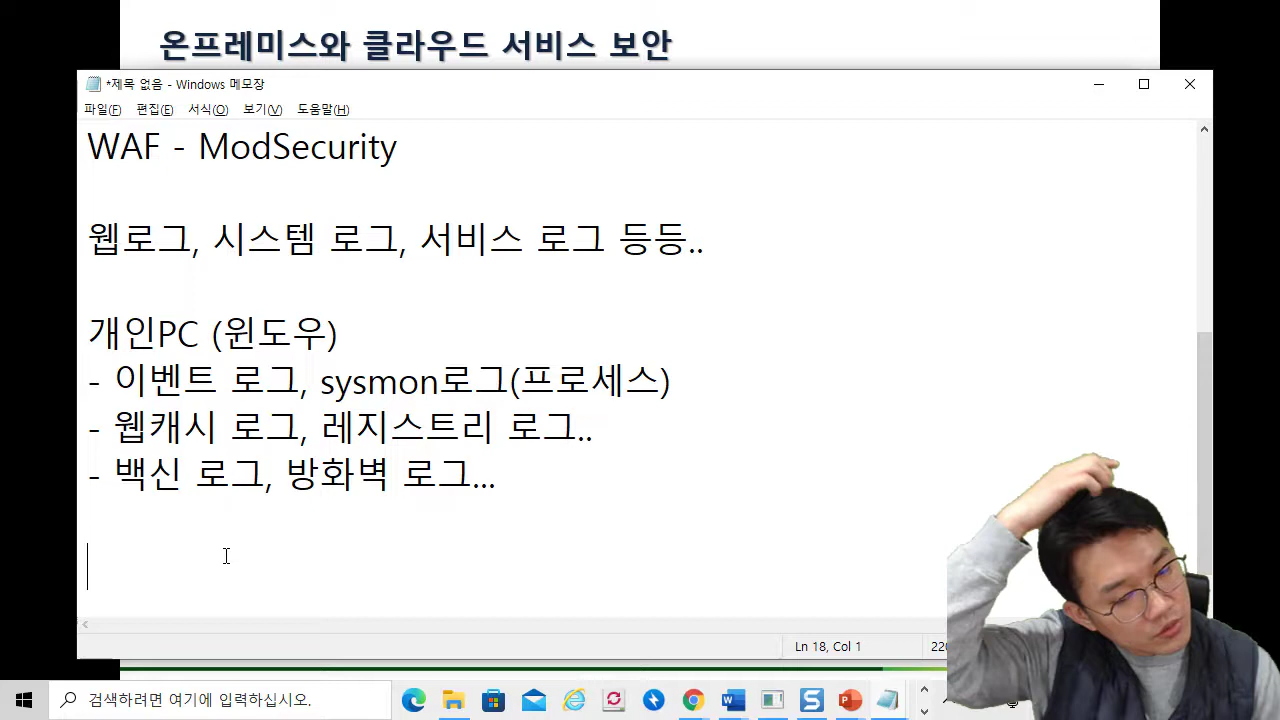 온프레미스와 클라우드 서비스 보안
*제목 없음 - Windows 메모장
파일(F) 편집(E) 서식(O) 보기(V) 도움말(H)
WAF - ModSecurity
웹로그, 시스템 로그, 서비스 로그 등등..
개인PC (윈도우)
- 이벤트 로그, sysmon로그(프로세스)
- 웹캐시 로그, 레지스트리 로그..
- 백신 로그, 방화벽 로그...
Ln 18, Col 1
검색하려면 여기에 입력하십시오.